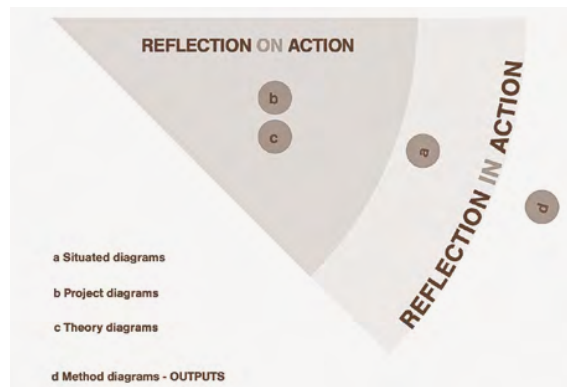 REFLECTION ON ACTION
b
c
a
REFLECTION IN ACTION
d
a Situated diagrams
b Project diagrams
c Theory diagrams
d Method diagrams - OUTPUTS